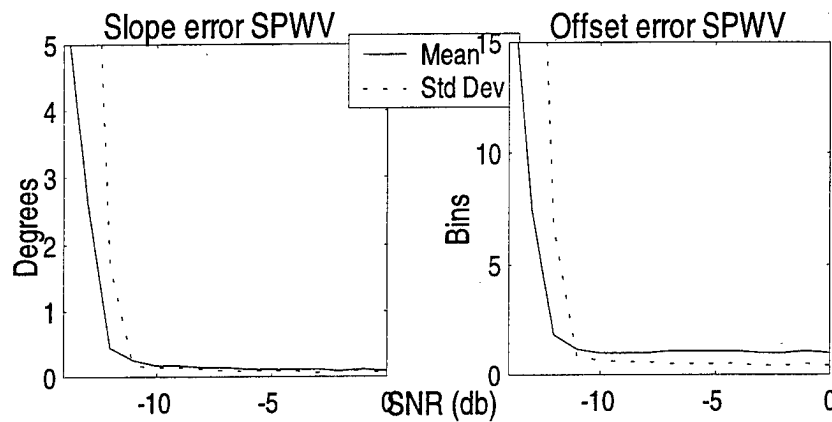 Slope error SPWV
Offset error SPWV
Mean
Std Dev
5
4
3
2
1
0
Degrees
-10
-5
0
SNR (db)
15
10
5
0
Bins
-10
-5
0